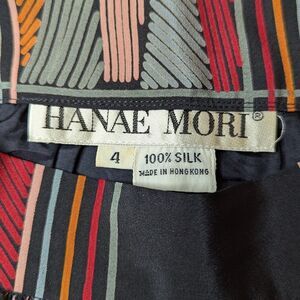 HANAE MORI®
4
100% SILK
MADE IN HONGKONG